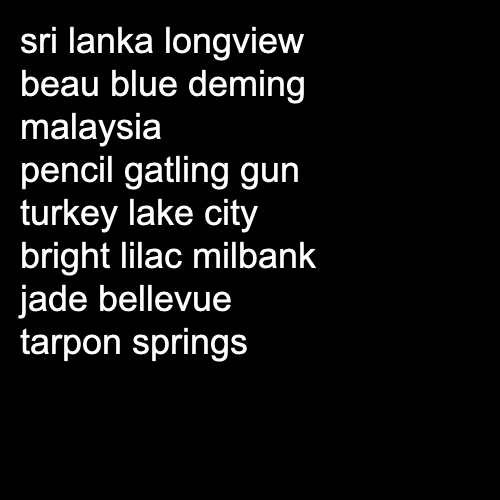 sri lanka longview
beau blue deming
malaysia
pencil gatling gun
turkey lake city
bright lilac milbank
jade bellevue
tarpon springs